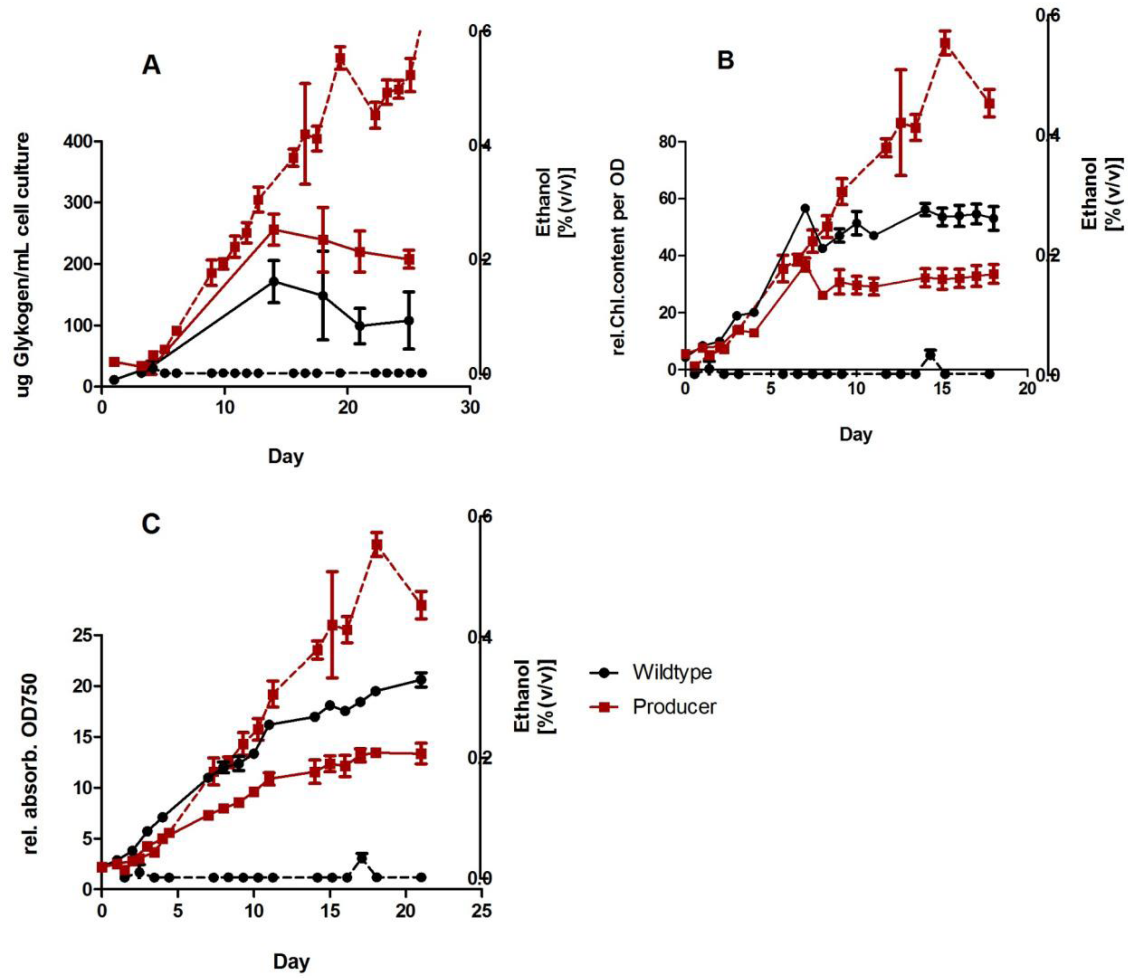 A
0.6
0.4
0.2
0.0
Ethanol
[% (v/v)]
ug Glykogen/mL cell culture
400
300
200
100
0
0
10
20
30
Day
B
0.6
0.4
0.2
0.0
Ethanol
[% (v/v)]
rel.Chl.content per OD
80
60
40
20
0
0
5
10
15
20
Day
C
0.6
0.4
0.2
0.0
Ethanol
[% (v/v)]
rel. absorb. OD750
25
20
15
10
5
0
0
5
10
15
20
25
Day
Wildtype
Producer